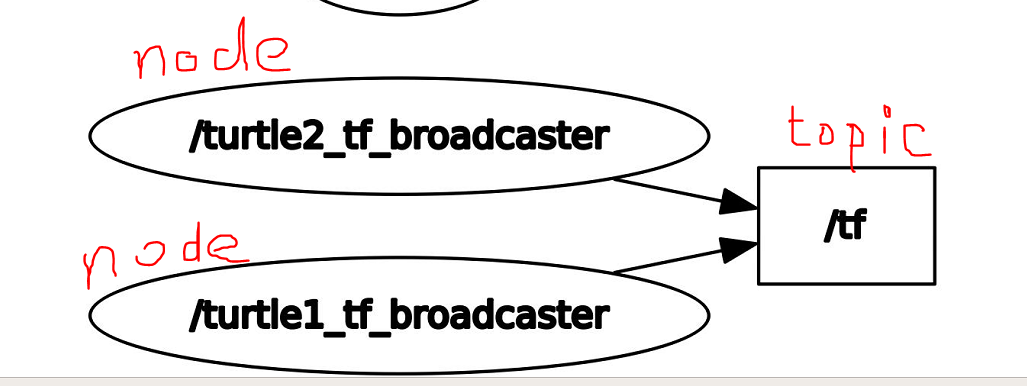 node
/turtle2_tf_broadcaster
topic
/tf
node
/turtle1_tf_broadcaster